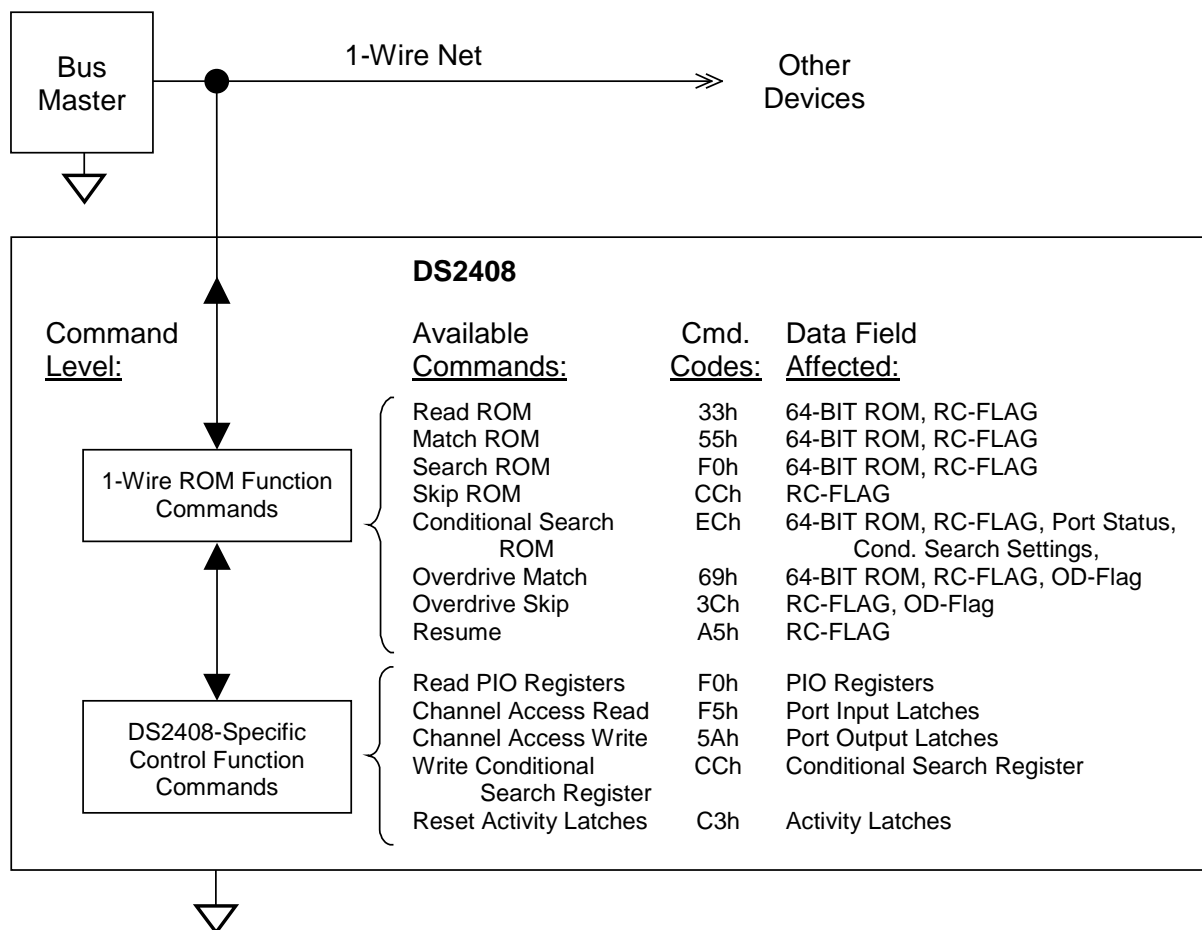 Bus
Master
1-Wire Net
Other
Devices
DS2408
Command
Level:
Available Cmd. Data Field
Commands: Codes: Affected:
Read ROM 33h 64-BIT ROM, RC-FLAG
Match ROM 55h 64-BIT ROM, RC-FLAG
Search ROM F0h 64-BIT ROM, RC-FLAG
Skip ROM CCh RC-FLAG
Conditional Search ECh 64-BIT ROM, RC-FLAG, Port Status,
ROM Cond. Search Settings,
Overdrive Match 69h 64-BIT ROM, RC-FLAG, OD-Flag
Overdrive Skip 3Ch RC-FLAG, OD-Flag
Resume A5h RC-FLAG
1-Wire ROM Function
Commands
Read PIO Registers F0h PIO Registers
Channel Access Read F5h Port Input Latches
Channel Access Write 5Ah Port Output Latches
Write Conditional CCh Conditional Search Register
Search Register
Reset Activity Latches C3h Activity Latches
DS2408-Specific
Control Function
Commands